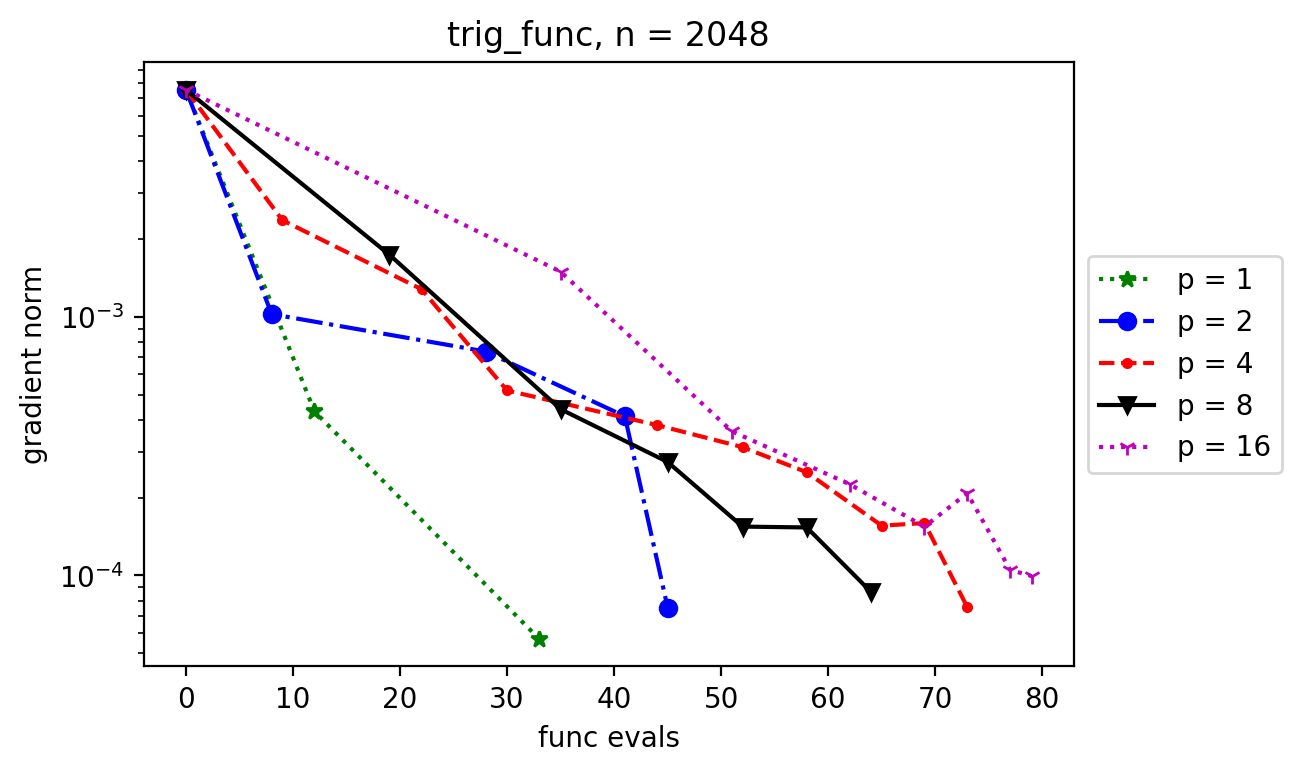 trig_func, n = 2048
gradient norm
10⁻³
10⁻⁴
0 10 20 30 40 50 60 70 80
func evals
p = 1
p = 2
p = 4
p = 8
p = 16